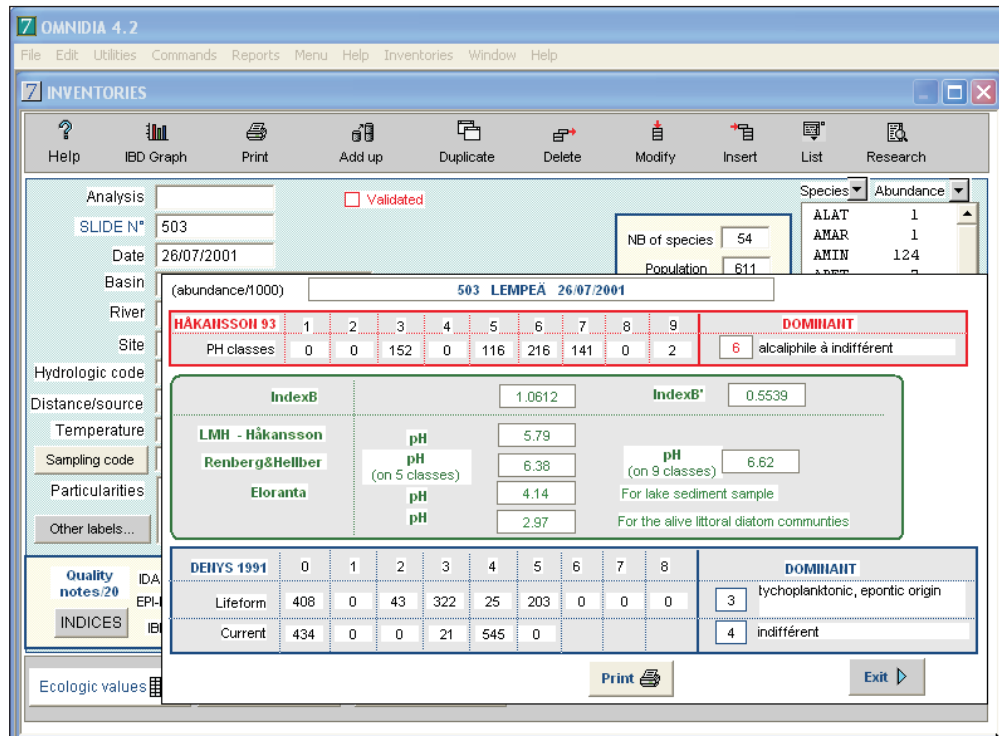 7 OMNIDIA 4.2
File Edit Utilities Commands Reports Menu Help Inventories Window Help
7 INVENTORIES
? Help IBD Graph Print Add up Duplicate Delete Modify Insert List Research
Analysis
Validated
Species Abundance
SLIDE N° 503
ALAT 1
Date 26/07/2001
NB of species 54
AMAR 1
AMIN 124
Basin
Population 611
River
Site
Hydrologic code
Distance/source
Temperature
Sampling code
Particularities
Other labels...
(abundance/1000) 503 LEMPEÄ 26/07/2001
HÅKANSSON 93 1 2 3 4 5 6 7 8 9 DOMINANT
PH classes 0 0 152 0 116 216 141 0 2 6 alcaliphile à indifférent
IndexB 1.0612 IndexB' 0.5539
LMH - Håkansson pH 5.79
Renberg&Hellber pH (on 5 classes) 6.38 pH (on 9 classes) 6.62
Eloranta pH 4.14 For lake sediment sample
pH 2.97 For the alive littoral diatom communties
DENYS 1991 0 1 2 3 4 5 6 7 8 DOMINANT
Lifeform 408 0 43 322 25 203 0 0 0 3 tychoplanktonic, epontic origin
Current 434 0 0 21 545 0 4 indifférent
Print
Exit
Quality notes/20
IDA
EPI-
INDICES
IBI
Ecologic values